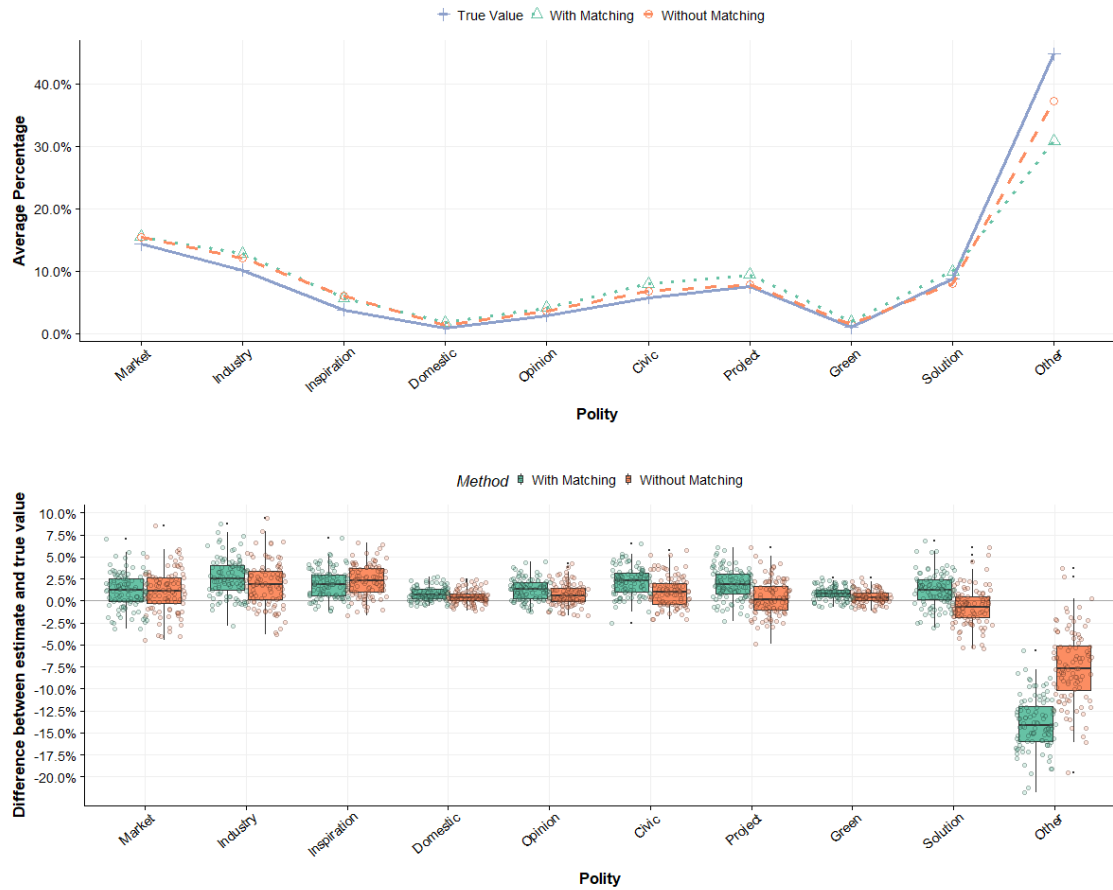 True Value With Matching Without Matching
Average Percentage
40.0%
30.0%
20.0%
10.0%
0.0%
Market Industry Inspiration Domestic Opinion Civic Project Green Solution Other
Polity
Method With Matching Without Matching
Difference between estimate and true value
10.0%
7.5%
5.0%
2.5%
0.0%
-2.5%
-5.0%
-7.5%
-10.0%
-12.5%
-15.0%
-17.5%
-20.0%
Market Industry Inspiration Domestic Opinion Civic Project Green Solution Other
Polity